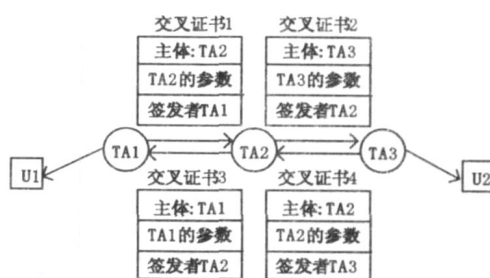 交叉证书1 交叉证书2
主体:TA2 主体:TA3
TA2的参数 TA3的参数
签发者TA1 签发者TA2
TA1 TA2 TA3
U1 U2
交叉证书3 交叉证书4
主体:TA1 主体:TA2
TA1的参数 TA2的参数
签发者TA2 签发者TA3